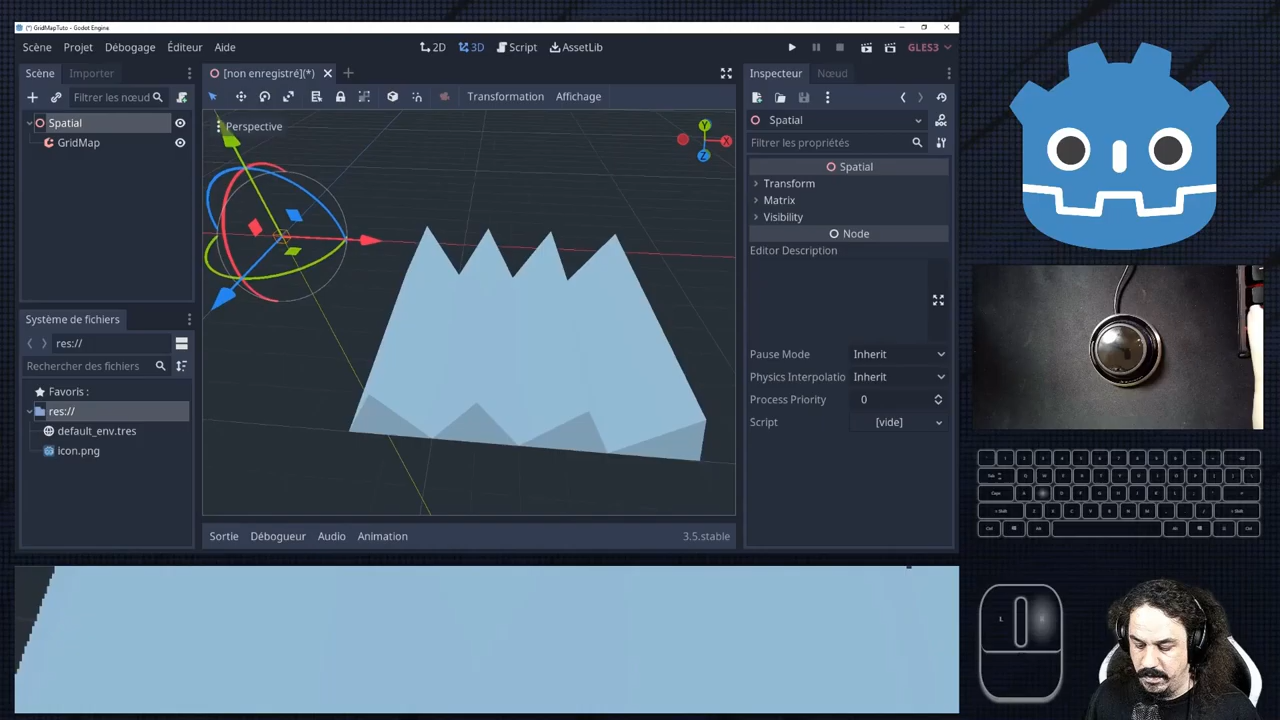 (*) GridMapTuto - Godot Engine
Scène Projet Débogage Éditeur Aide
2D 3D Script AssetLib
GLES3
Scène Importer
[non enregistré](*)
Inspecteur Nœud
Filtrer les nœud
Transformation Affichage
Spatial
GridMap
Perspective
Y
X
Z
Spatial
Filtrer les propriétés
Spatial
Transform
Matrix
Visibility
Node
Editor Description
Système de fichiers
res://
Rechercher des fichiers
Favoris :
res://
default_env.tres
icon.png
Pause Mode Inherit
Physics Interpolatio Inherit
Process Priority 0
Script [vide]
Sortie Débogueur Audio Animation
3.5.stable